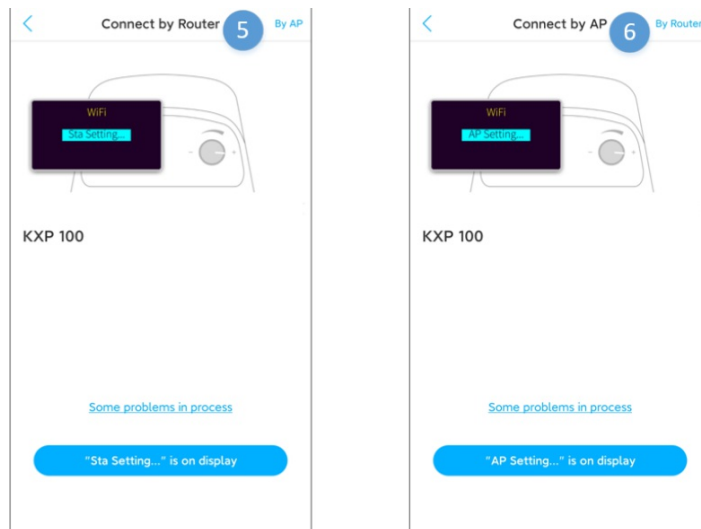 Connect by Router
5
By AP
WiFi
Sta Setting...
KXP 100
Some problems in process
"Sta Setting..." is on display
Connect by AP
6
By Router
WiFi
AP Setting...
KXP 100
Some problems in process
"AP Setting..." is on display